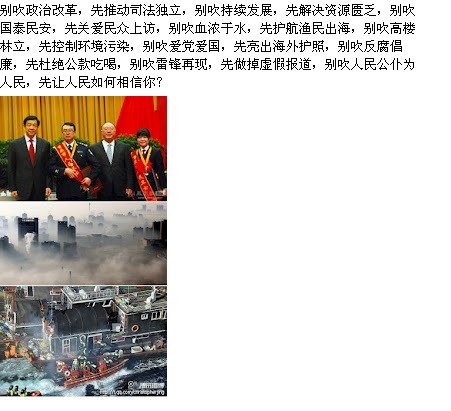 别吹政治改革，先推动司法独立，别吹持续发展，先解决资源匮乏，别吹
国泰民安，先关爱民众上访，别吹血浓于水，先护航渔民出海，别吹高楼
林立，先控制环境污染，别吹爱党爱国，先亮出海外护照，别吹反腐倡
廉，先杜绝公款吃喝，别吹雷锋再现，先做掉虚假报道，别吹人民公仆为
人民，先让人民如何相信你？
腾讯微博